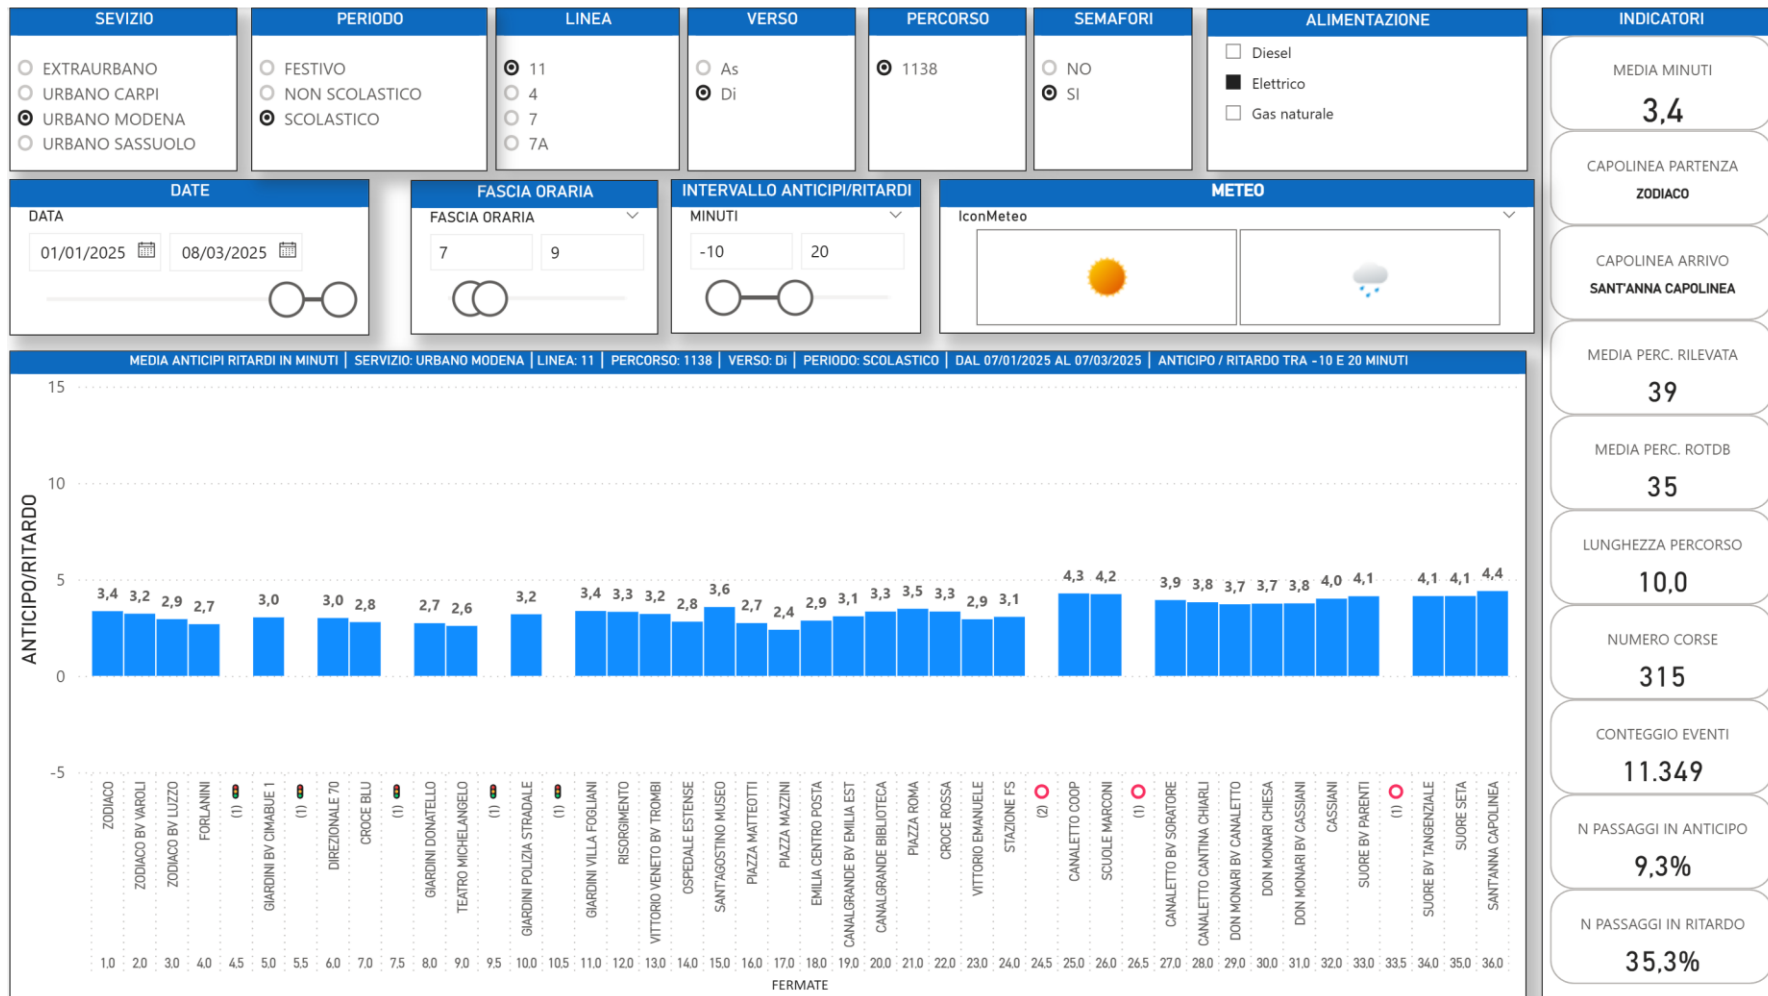 SEVIZIO
EXTRAURBANO
URBANO CARPI
URBANO MODENA
URBANO SASSUOLO
PERIODO
FESTIVO
NON SCOLASTICO
SCOLASTICO
LINEA
11
4
7
7A
VERSO
As
Di
PERCORSO
1138
SEMAFORI
NO
SI
ALIMENTAZIONE
Diesel
Elettrico
Gas naturale
DATE
DATA
01/01/2025 08/03/2025
FASCIA ORARIA
FASCIA ORARIA
7 9
INTERVALLO ANTICIPI/RITARDI
MINUTI
-10 20
METEO
IconMeteo
MEDIA ANTICIPI RITARDI IN MINUTI | SERVIZIO: URBANO MODENA | LINEA: 11 | PERCORSO: 1138 | VERSO: Di | PERIODO: SCOLASTICO | DAL 07/01/2025 AL 07/03/2025 | ANTICIPO / RITARDO TRA -10 E 20 MINUTI
ANTICIPO/RITARDO
15
10
5
0
-5
3,4 3,2 2,9 2,7 3,0 3,0 2,8 2,7 2,6 3,2 3,4 3,3 3,2 2,8 3,6 2,7 2,4 2,9 3,1 3,3 3,5 3,3 2,9 3,1 4,3 4,2 3,9 3,8 3,7 3,7 3,8 4,0 4,1 4,1 4,1 4,4
ZODIACO
ZODIACO BV VAROLI
ZODIACO BV LUZZO
FORLANINI
(1)
GIARDINI BV CIMABUE 1
(1)
DIREZIONALE 70
CROCE BLU
(1)
GIARDINI DONATELLO
TEATRO MICHELANGELO
(1)
GIARDINI POLIZIA STRADALE
(1)
GIARDINI VILLA FOGLIANI
RISORGIMENTO
VITTORIO VENETO BV TROMBI
OSPEDALE ESTENSE
SANT'AGOSTINO MUSEO
PIAZZA MATTEOTTI
PIAZZA MAZZINI
EMILIA CENTRO POSTA
CANALGRANDE BV EMILIA EST
CANALGRANDE BIBLIOTECA
PIAZZA ROMA
CROCE ROSSA
VITTORIO EMANUELE
STAZIONE FS
(2)
CANALETTO COOP
SCUOLE MARCONI
(1)
CANALETTO BV SORATORE
CANALETTO CANTINA CHIARLI
DON MONARI BV CANALETTO
DON MONARI CHIESA
DON MONARI BV CASSIANI
CASSIANI
SUORE BV PARENTI
(1)
SUORE BV TANGENZIALE
SUORE SETA
SANT'ANNA CAPOLINEA
1,0 2,0 3,0 4,0 4,5 5,0 5,5 6,0 7,0 7,5 8,0 9,0 9,5 10,0 10,5 11,0 12,0 13,0 14,0 15,0 16,0 17,0 18,0 19,0 20,0 21,0 22,0 23,0 24,0 24,5 25,0 26,0 26,5 27,0 28,0 29,0 30,0 31,0 32,0 33,0 33,5 34,0 35,0 36,0
FERMATE
INDICATORI
MEDIA MINUTI
3,4
CAPOLINEA PARTENZA
ZODIACO
CAPOLINEA ARRIVO
SANT'ANNA CAPOLINEA
MEDIA PERC. RILEVATA
39
MEDIA PERC. ROTDB
35
LUNGHEZZA PERCORSO
10,0
NUMERO CORSE
315
CONTEGGIO EVENTI
11.349
N PASSAGGI IN ANTICIPO
9,3%
N PASSAGGI IN RITARDO
35,3%